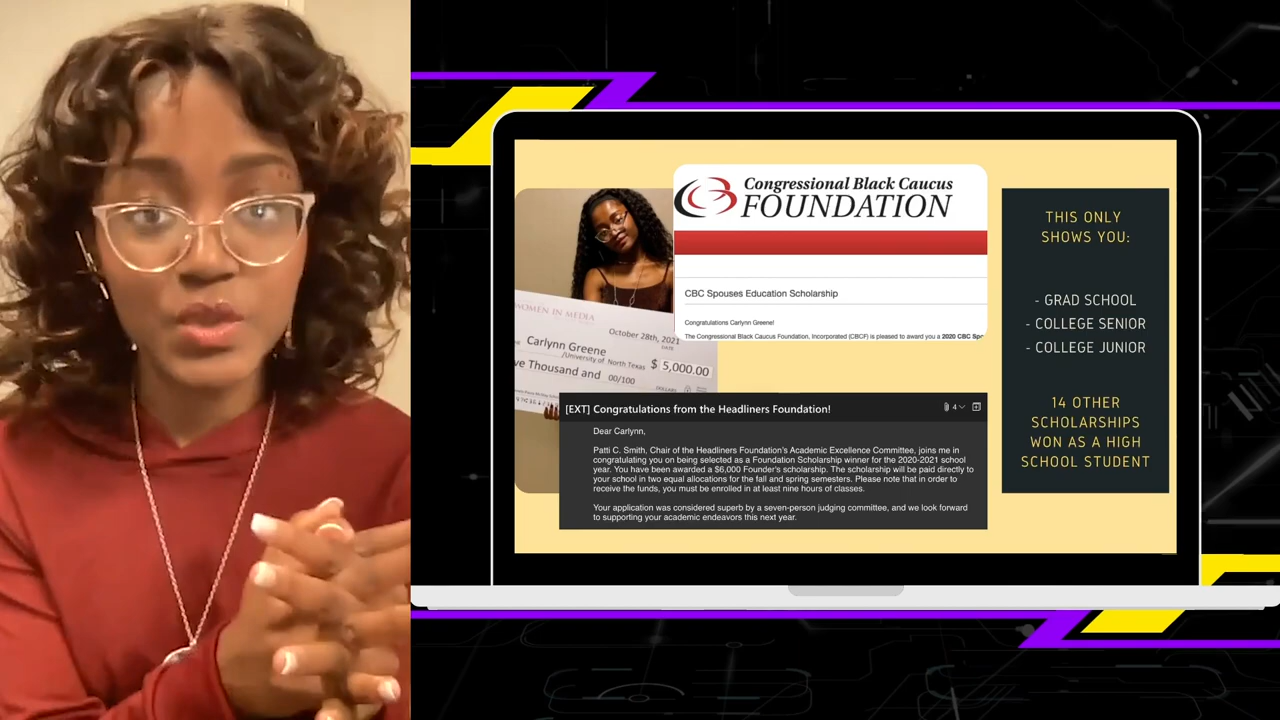 Congressional Black Caucus
FOUNDATION
CBC Spouses Education Scholarship
Congratulations Carlynn Greene!
The Congressional Black Caucus Foundation, Incorporated (CBCF) is pleased to award you a 2020 CBC Spo
WOMEN IN MEDIA
October 28th, 2021
DATE
Carlynn Greene
/University of North Texas
$ 5,000.00
ve Thousand and 00/100
DOLLARS
[EXT] Congratulations from the Headliners Foundation!
4
Dear Carlynn,
Patti C. Smith, Chair of the Headliners Foundation's Academic Excellence Committee, joins me in
congratulating you on being selected as a Foundation Scholarship winner for the 2020-2021 school
year. You have been awarded a $6,000 Founder's scholarship. The scholarship will be paid directly to
your school in two equal allocations for the fall and spring semesters. Please note that in order to
receive the funds, you must be enrolled in at least nine hours of classes.
Your application was considered superb by a seven-person judging committee, and we look forward
to supporting your academic endeavors this next year.
THIS ONLY
SHOWS YOU:
- GRAD SCHOOL
- COLLEGE SENIOR
- COLLEGE JUNIOR
14 OTHER
SCHOLARSHIPS
WON AS A HIGH
SCHOOL STUDENT